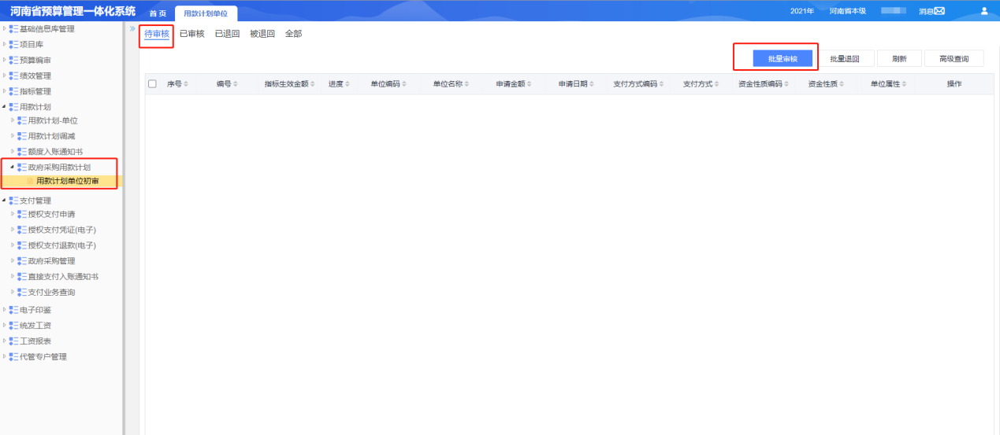 河南省预算管理一体化系统 首 页 用款计划单位 2021年 河南省本级 消息
基础信息库管理
项目库
预算编审
绩效管理
指标管理
用款计划
用款计划-单位
用款计划调减
额度入账通知书
政府采购用款计划
用款计划单位初审
支付管理
授权支付申请
授权支付凭证(电子)
授权支付退款(电子)
政府采购管理
直接支付入账通知书
支付业务查询
电子印鉴
统发工资
工资报表
代管专户管理
待审核 已审核 已退回 被退回 全部
批量审核 批量退回 刷新 高级查询
序号 编号 指标生效金额 进度 单位编码 单位名称 申请金额 申请日期 支付方式编码 支付方式 资金性质编码 资金性质 单位属性 操作